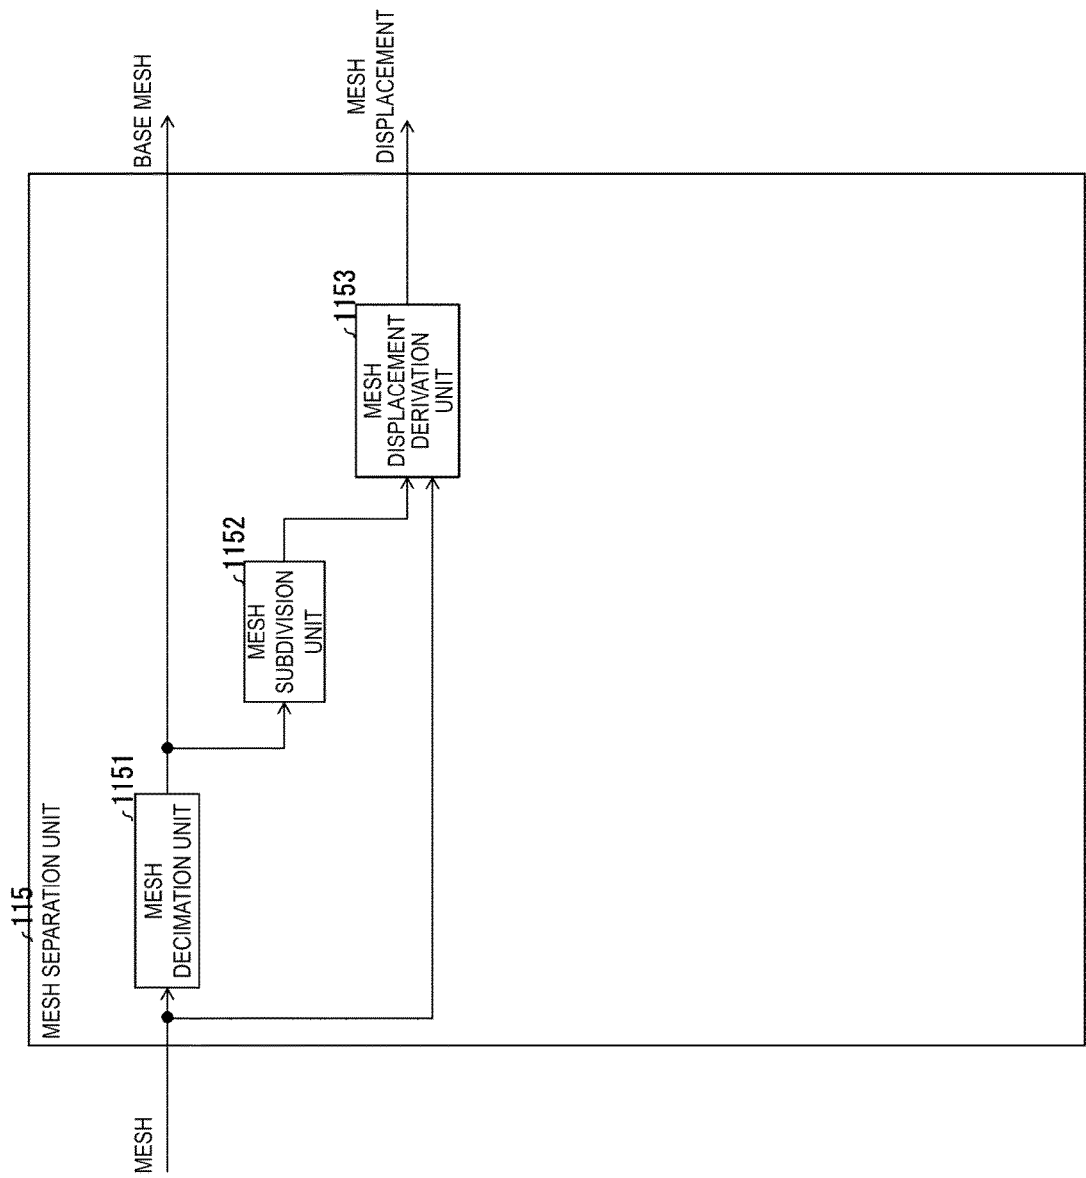 115
MESH SEPARATION UNIT
MESH
1151
MESH
DECIMATION UNIT
1152
MESH
SUBDIVISION
UNIT
1153
MESH
DISPLACEMENT
DERIVATION
UNIT
BASE MESH
MESH
DISPLACEMENT